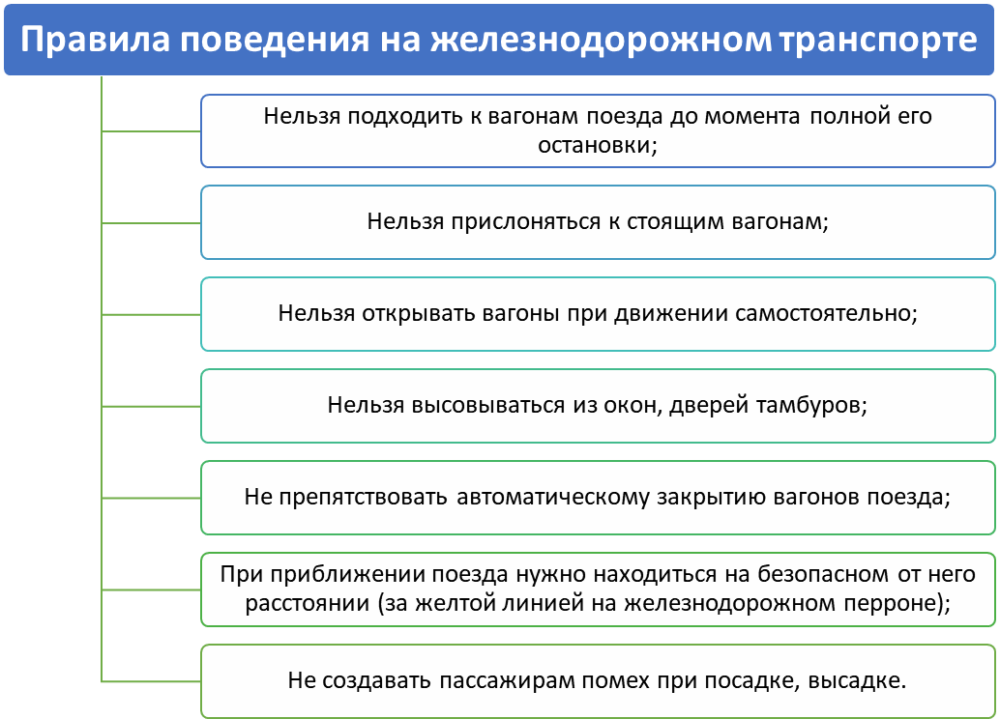 Правила поведения на железнодорожном транспорте
Нельзя подходить к вагонам поезда до момента полной его
остановки;
Нельзя прислоняться к стоящим вагонам;
Нельзя открывать вагоны при движении самостоятельно;
Нельзя высовываться из окон, дверей тамбуров;
Не препятствовать автоматическому закрытию вагонов поезда;
При приближении поезда нужно находиться на безопасном от него
расстоянии (за желтой линией на железнодорожном перроне);
Не создавать пассажирам помех при посадке, высадке.